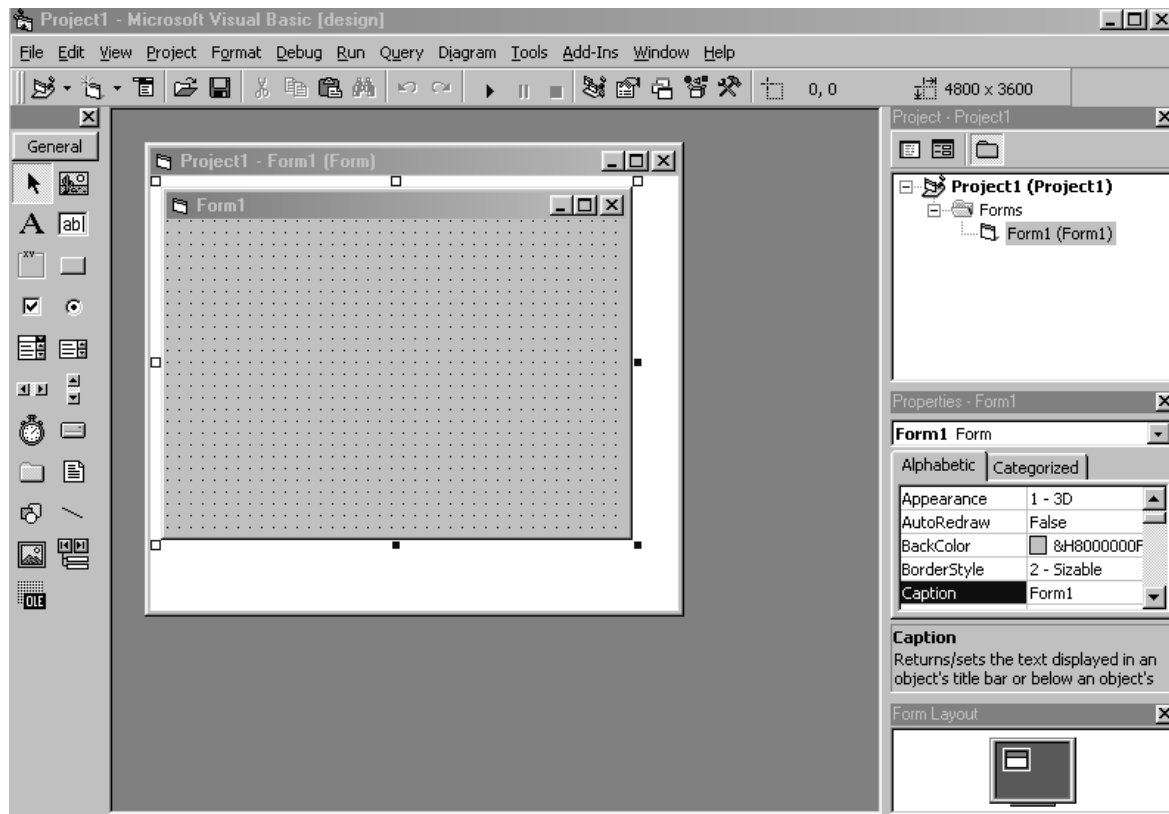 Project1 - Microsoft Visual Basic [design]
File Edit View Project Format Debug Run Query Diagram Tools Add-Ins Window Help
0, 0 4800 x 3600
General
A ab|
XY
OLE
Project1 - Form1 (Form)
Form1
Project - Project1
Project1 (Project1)
Forms
Form1 (Form1)
Properties - Form1
Form1 Form
Alphabetic Categorized
Appearance 1 - 3D
AutoRedraw False
BackColor &H8000000F
BorderStyle 2 - Sizable
Caption Form1
Caption
Returns/sets the text displayed in an
object's title bar or below an object's
Form Layout